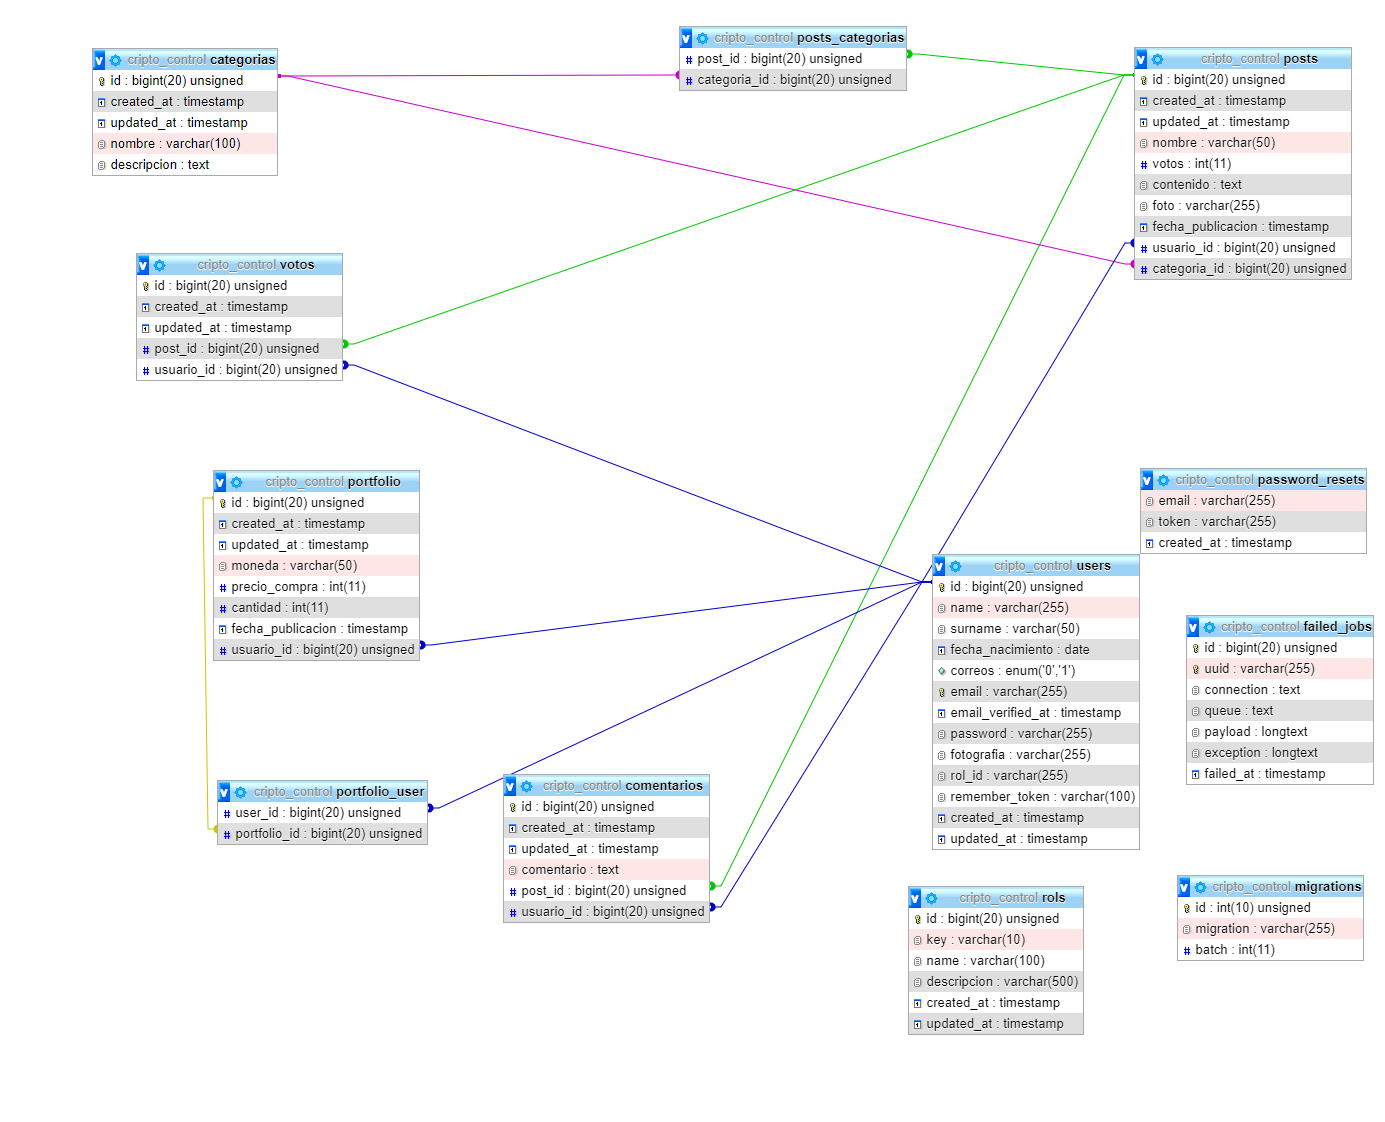 cripto_control categorias
id : bigint(20) unsigned
created_at : timestamp
updated_at : timestamp
nombre : varchar(100)
descripcion : text
cripto_control posts_categorias
post_id : bigint(20) unsigned
categoria_id : bigint(20) unsigned
cripto_control posts
id : bigint(20) unsigned
created_at : timestamp
updated_at : timestamp
nombre : varchar(50)
votos : int(11)
contenido : text
foto : varchar(255)
fecha_publicacion : timestamp
usuario_id : bigint(20) unsigned
categoria_id : bigint(20) unsigned
cripto_control votos
id : bigint(20) unsigned
created_at : timestamp
updated_at : timestamp
post_id : bigint(20) unsigned
usuario_id : bigint(20) unsigned
cripto_control portfolio
id : bigint(20) unsigned
created_at : timestamp
updated_at : timestamp
moneda : varchar(50)
precio_compra : int(11)
cantidad : int(11)
fecha_publicacion : timestamp
usuario_id : bigint(20) unsigned
cripto_control password_resets
email : varchar(255)
token : varchar(255)
created_at : timestamp
cripto_control users
id : bigint(20) unsigned
name : varchar(255)
surname : varchar(50)
fecha_nacimiento : date
correos : enum('0','1')
email : varchar(255)
email_verified_at : timestamp
password : varchar(255)
fotografia : varchar(255)
rol_id : varchar(255)
remember_token : varchar(100)
created_at : timestamp
updated_at : timestamp
cripto_control failed_jobs
id : bigint(20) unsigned
uuid : varchar(255)
connection : text
queue : text
payload : longtext
exception : longtext
failed_at : timestamp
cripto_control portfolio_user
user_id : bigint(20) unsigned
portfolio_id : bigint(20) unsigned
cripto_control comentarios
id : bigint(20) unsigned
created_at : timestamp
updated_at : timestamp
comentario : text
post_id : bigint(20) unsigned
usuario_id : bigint(20) unsigned
cripto_control rols
id : bigint(20) unsigned
key : varchar(10)
name : varchar(100)
descripcion : varchar(500)
created_at : timestamp
updated_at : timestamp
cripto_control migrations
id : int(10) unsigned
migration : varchar(255)
batch : int(11)